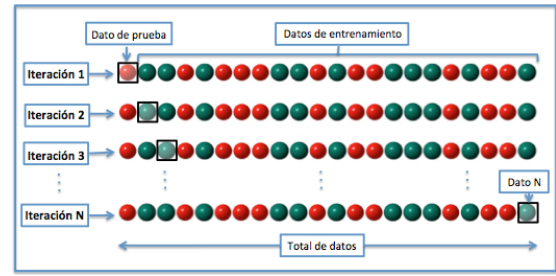 Dato de prueba
Datos de entrenamiento
Iteración 1
Iteración 2
Iteración 3
Dato N
Iteración N
Total de datos